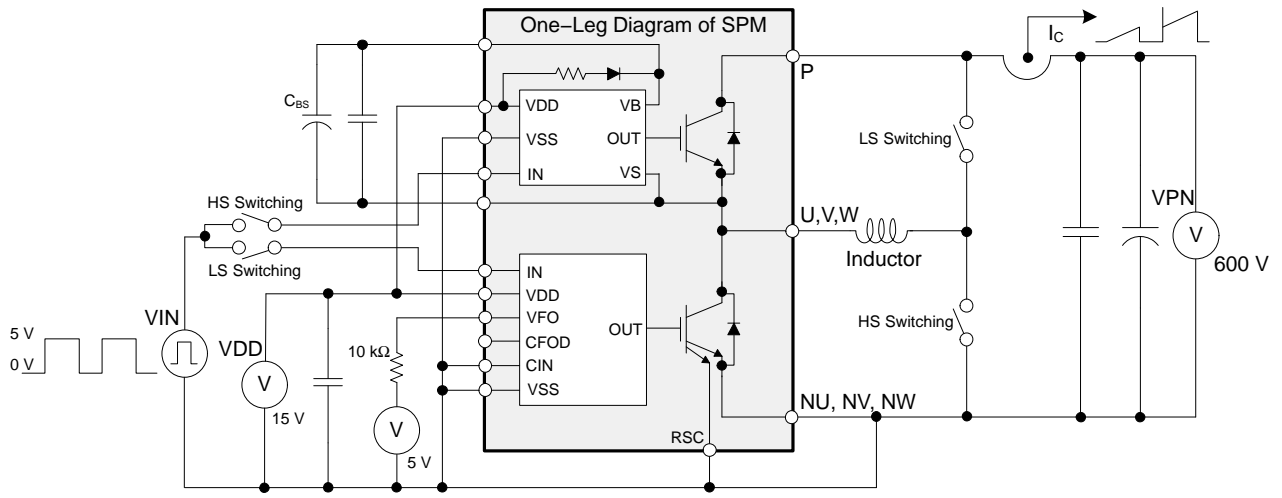 One–Leg Diagram of SPM
IC
P
CBS
VDD
VB
VSS
OUT
IN
VS
LS Switching
HS Switching
LS Switching
U,V,W
Inductor
VPN
V
600 V
IN
VDD
VFO
CFOD
CIN
VSS
OUT
HS Switching
5 V
0 V
VIN
VDD
V
15 V
10 kΩ
V
5 V
NU, NV, NW
RSC